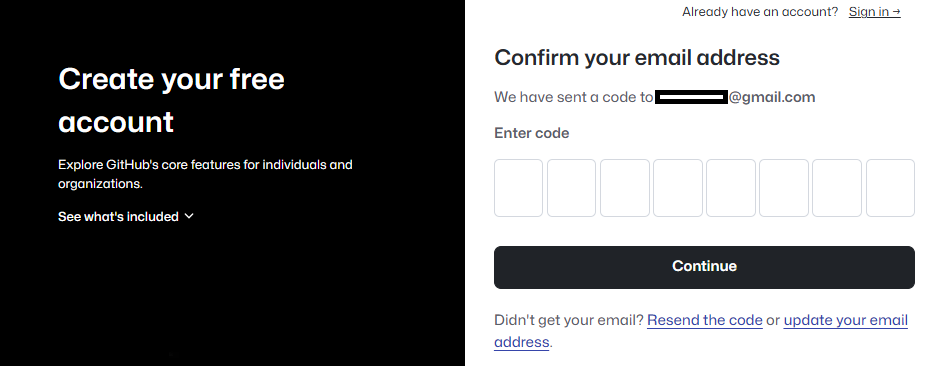 Already have an account? Sign in →
Create your free
account
Explore GitHub's core features for individuals and
organizations.
See what's included
Confirm your email address
We have sent a code to @gmail.com
Enter code
Continue
Didn't get your email? Resend the code or update your email
address.